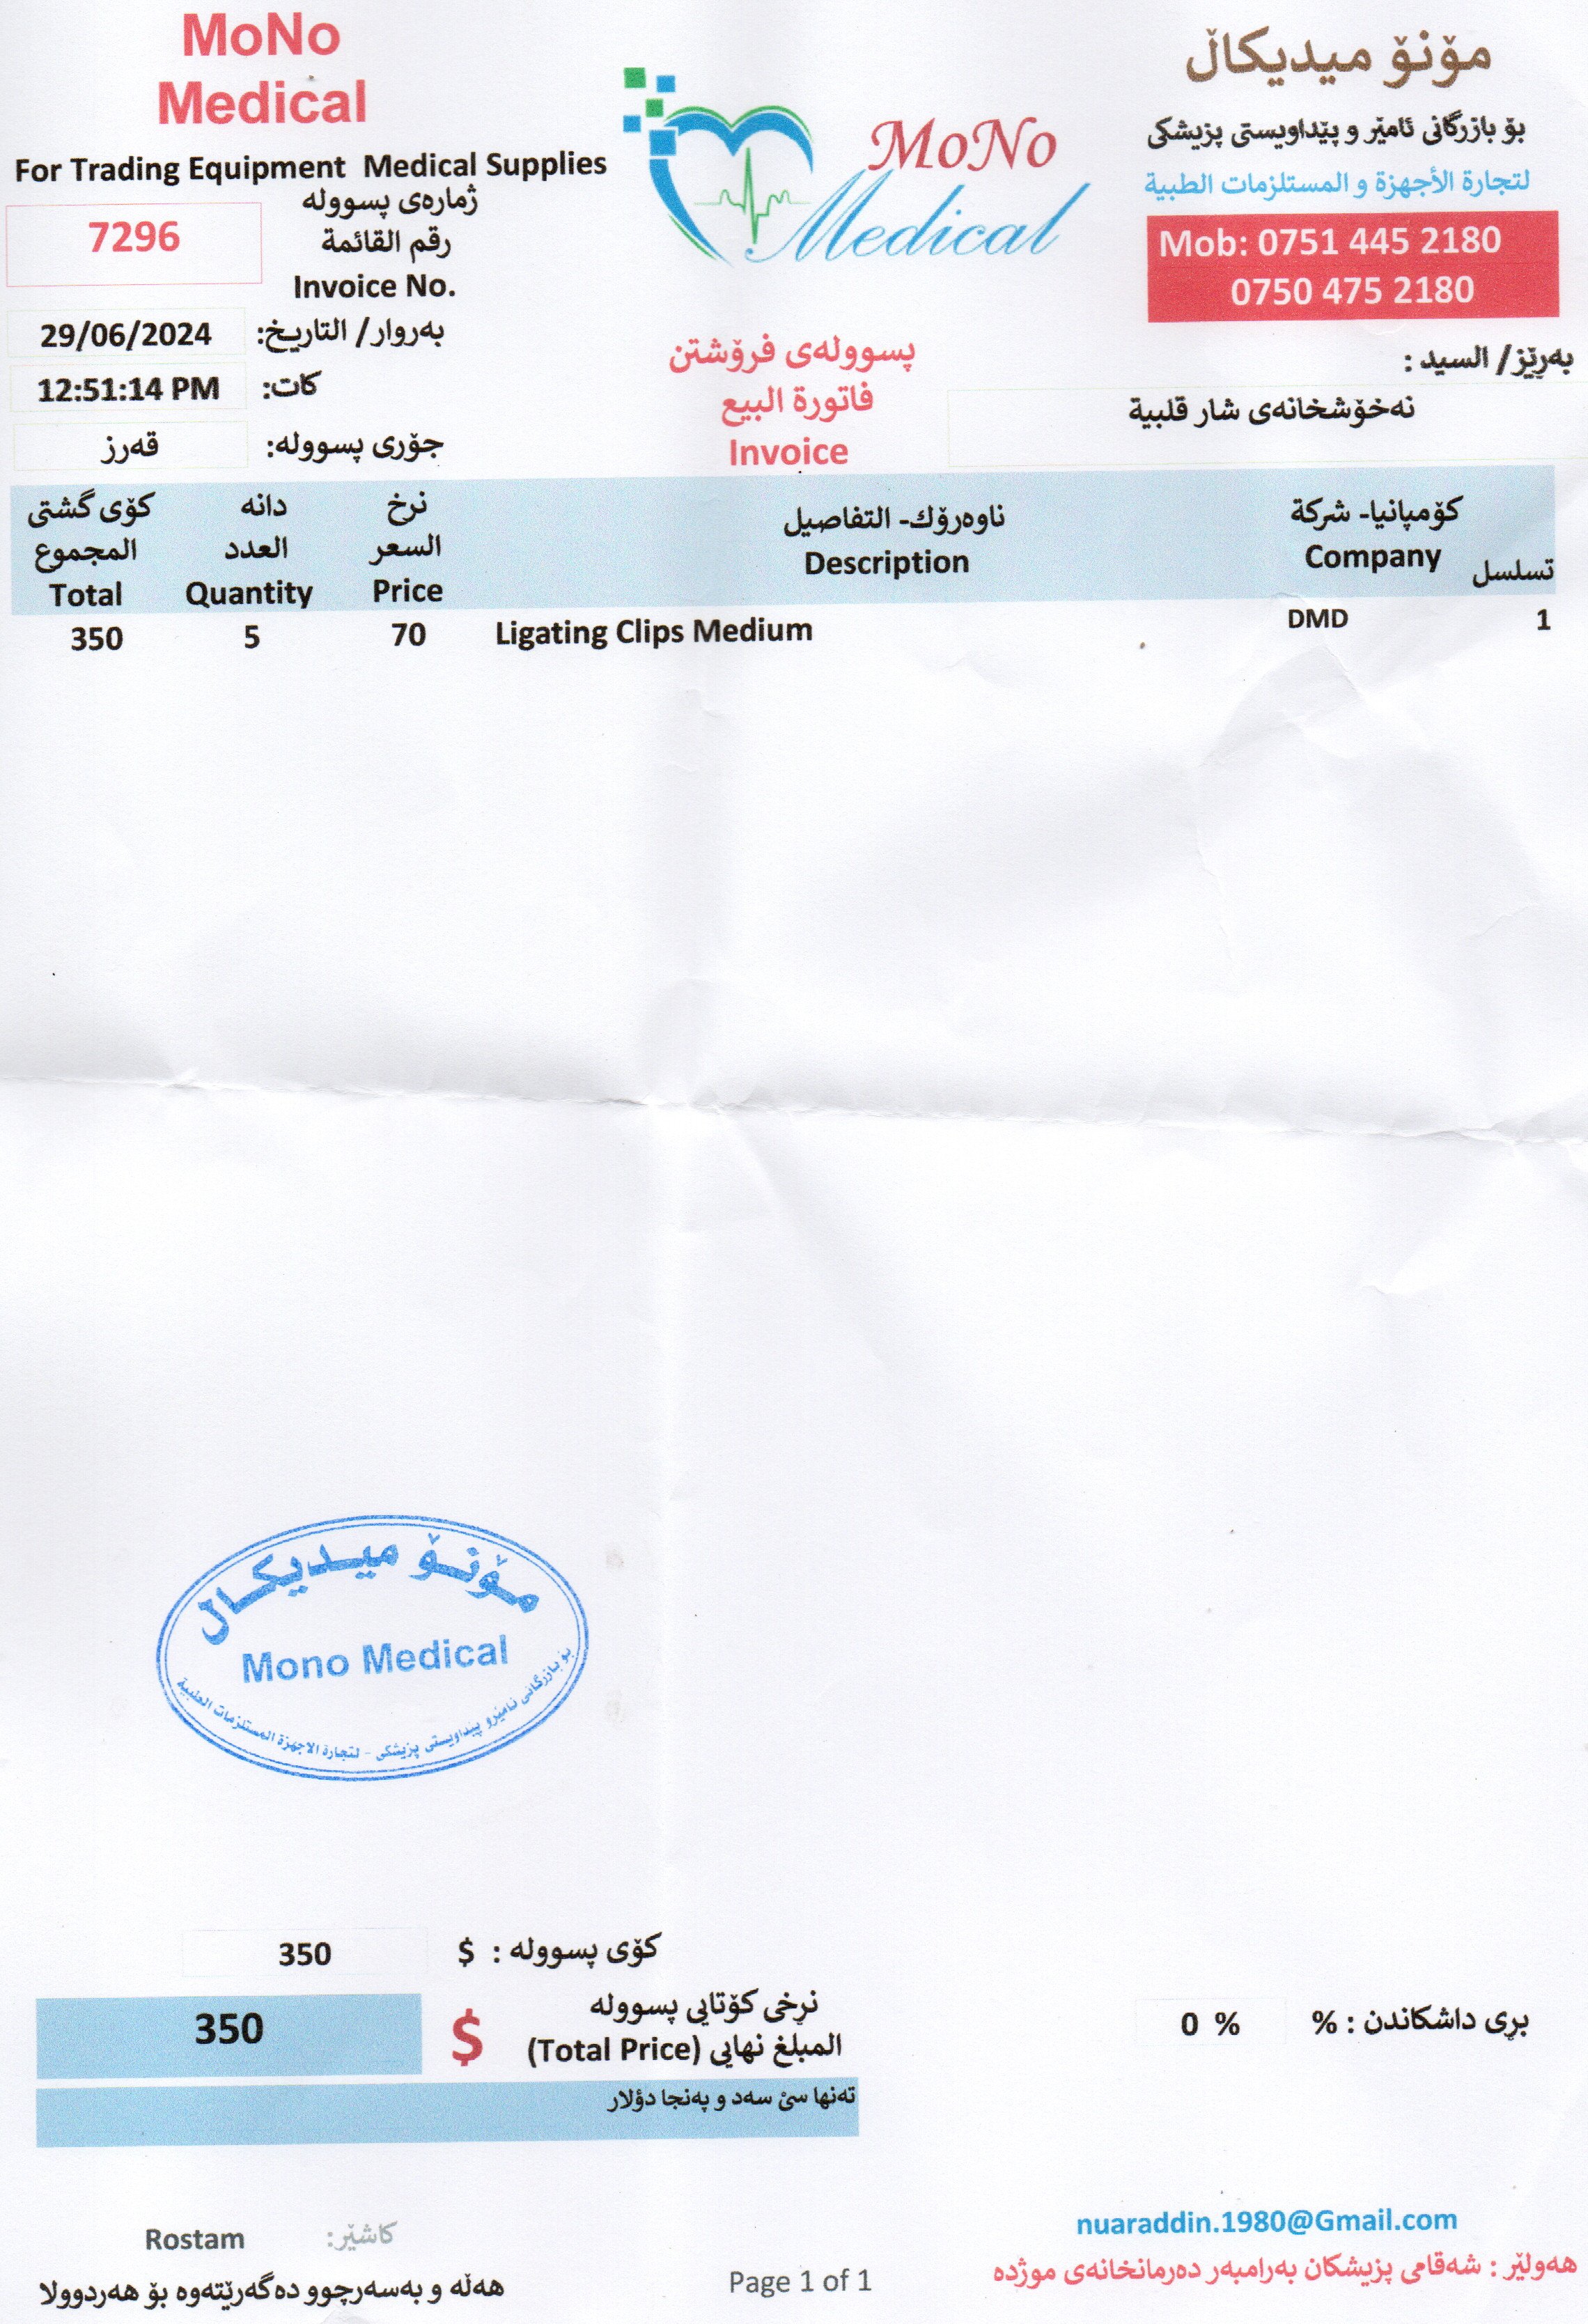 MoNo
Medical
For Trading Equipment Medical Supplies
MoNo
Medical
مۆنۆ میدیکاڵ
بۆ بازرگانی ئامێر و پێداویستی پزیشکی
لتجارة الأجهزة و المستلزمات الطبية
Mob: 0751 445 2180
0750 475 2180
ژمارەی پسوولە
رقم القائمة
Invoice No.
7296
بەروار/ التاريخ: 29/06/2024
کات: 12:51:14 PM
جۆری پسوولە: قەرز
پسوولەی فرۆشتن
فاتورة البيع
Invoice
بەڕێز/ السيد :
نەخۆشخانەی شار قلبية
تسلسل
کۆمپانیا- شركة
Company
ناوەرۆك- التفاصيل
Description
نرخ
السعر
Price
دانە
العدد
Quantity
کۆی گشتی
المجموع
Total
1 DMD Ligating Clips Medium 70 5 350
مۆنۆ میدیکال
Mono Medical
بۆ بازرگانی ئامێرو پێداویستی پزیشکی - لتجارة الاجهزة المستلزمات الطبية
کۆی پسوولە : $ 350
نرخی کۆتایی پسوولە
المبلغ نهایی (Total Price) $ 350
تەنها سێ سەد و پەنجا دۆلار
بڕی داشکاندن : % 0 %
nuaraddin.1980@Gmail.com
هەولێر : شەقامی پزیشکان بەرامبەر دەرمانخانەی موژدە
کاشێر: Rostam
هەڵە و بەسەرچوو دەگەرێتەوە بۆ هەردوولا
Page 1 of 1